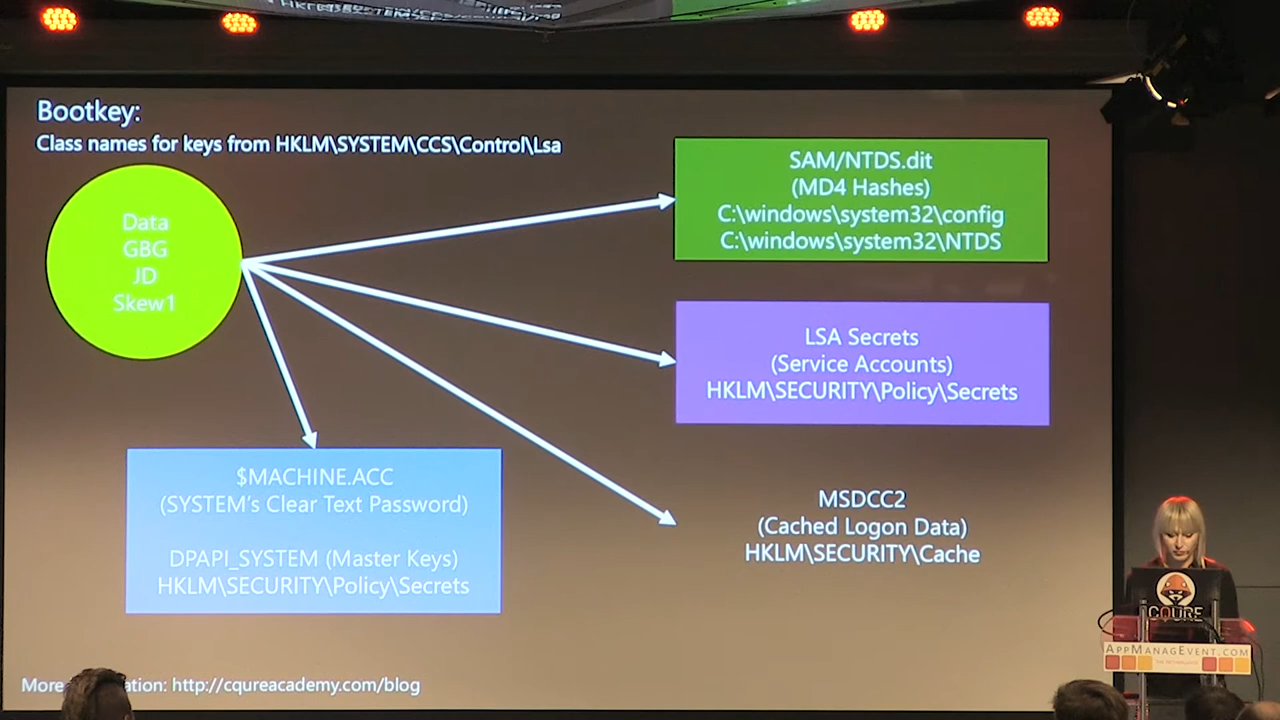 Bootkey:
Class names for keys from HKLM\SYSTEM\CCS\Control\Lsa
Data
GBG
JD
Skew1
SAM/NTDS.dit
(MD4 Hashes)
C:\windows\system32\config
C:\windows\system32\NTDS
LSA Secrets
(Service Accounts)
HKLM\SECURITY\Policy\Secrets
MSDCC2
(Cached Logon Data)
HKLM\SECURITY\Cache
$MACHINE.ACC
(SYSTEM's Clear Text Password)
DPAPI_SYSTEM (Master Keys)
HKLM\SECURITY\Policy\Secrets
More ation: http://cqureacademy.com/blog
CQURE
APPMANAGEVENT.COM